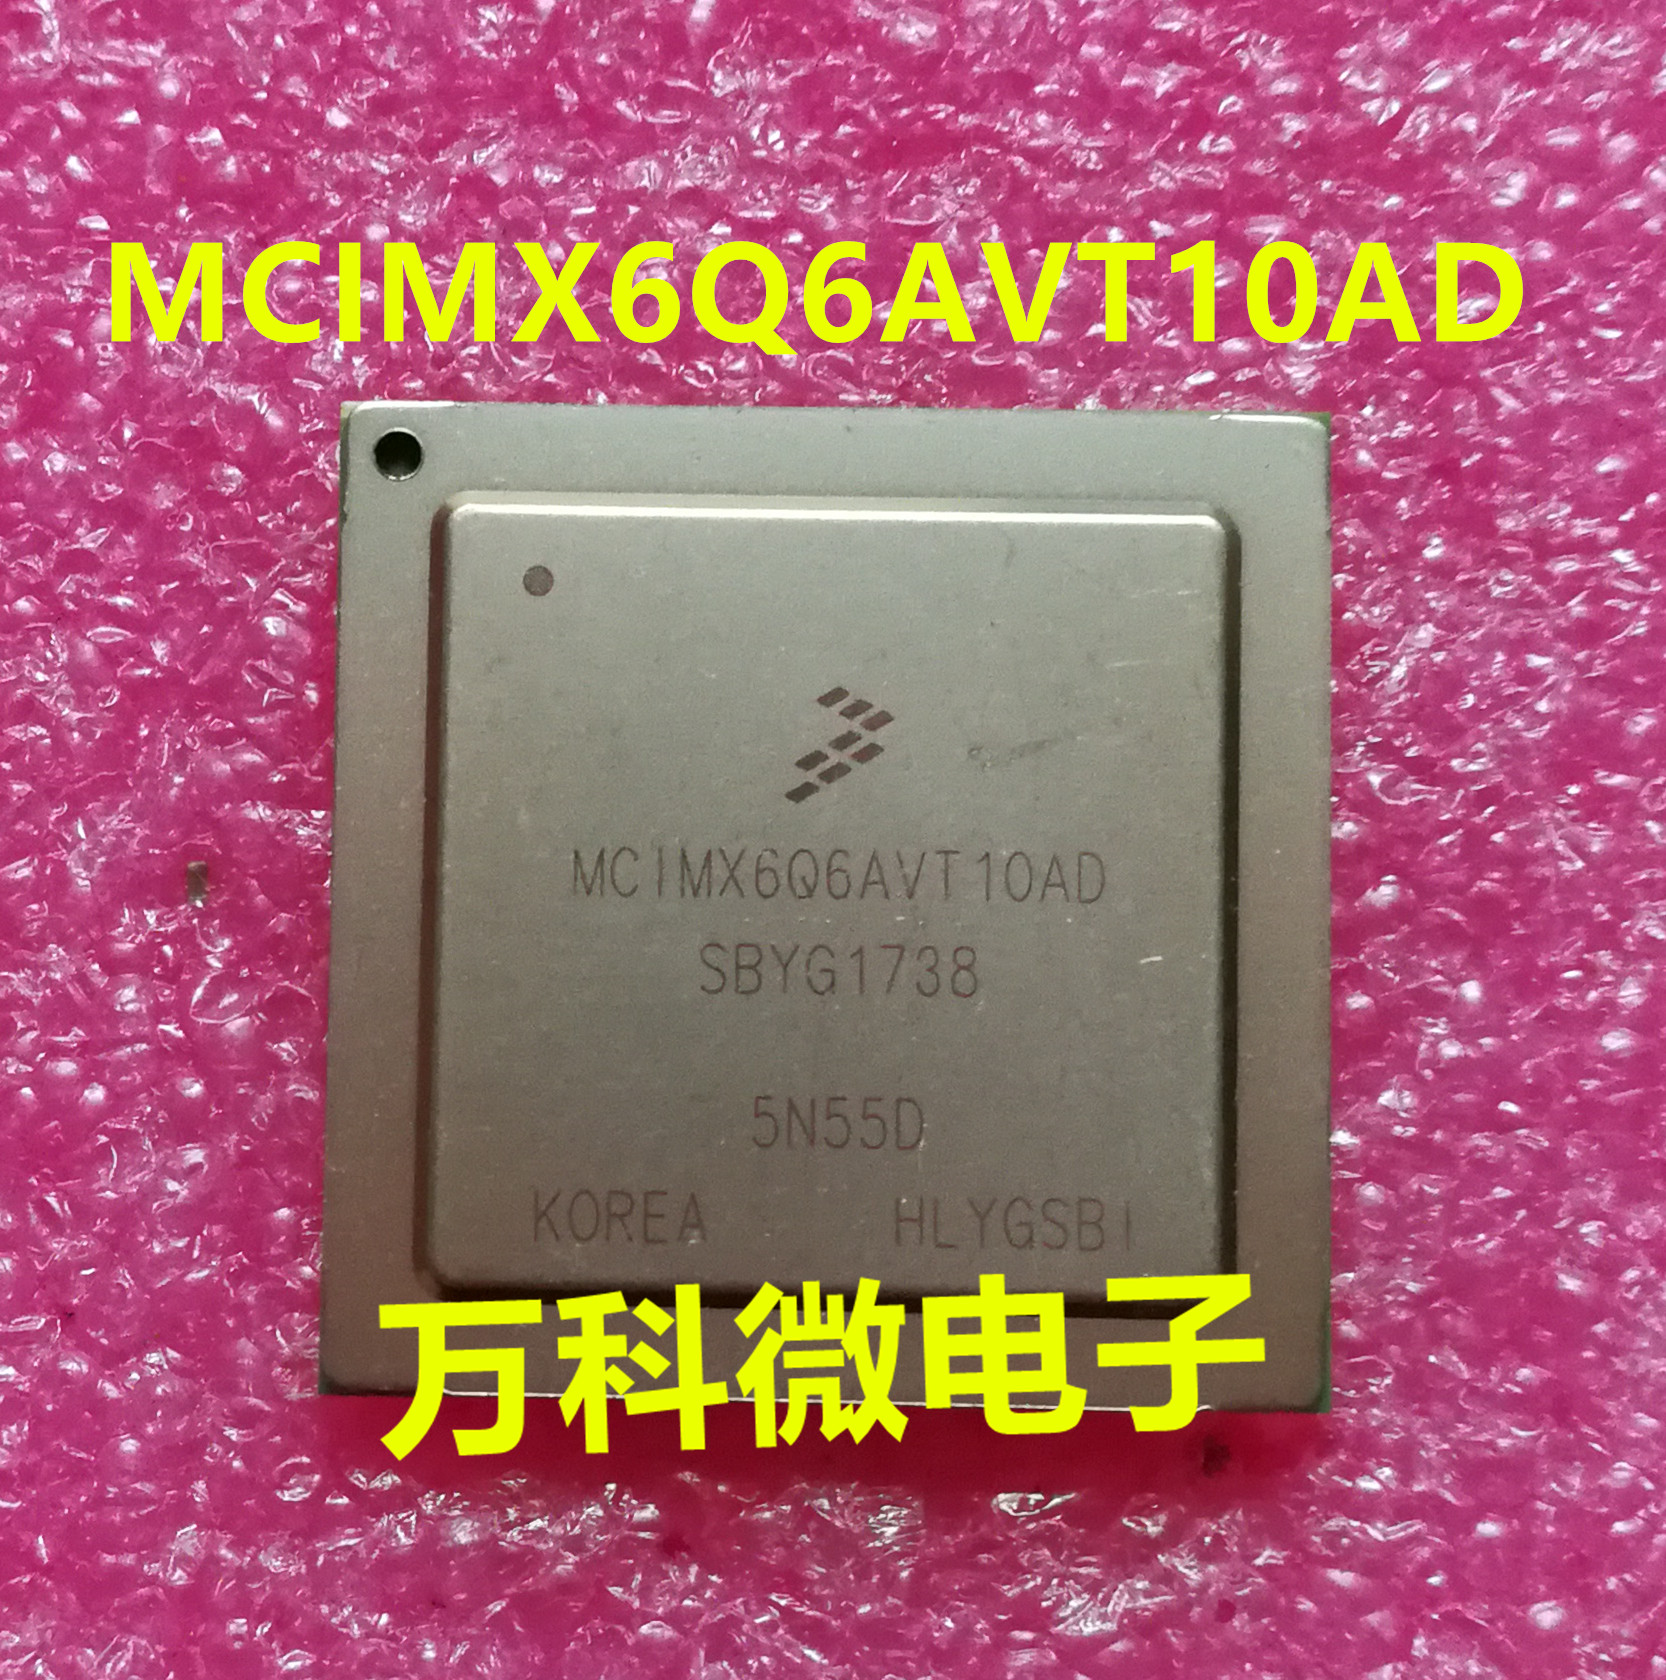 MCIMX6Q6AVT10AD
MCIMX6Q6AVT10AD
SBYG1738
5N55D
KOREA HLYGSBI
万科微电子